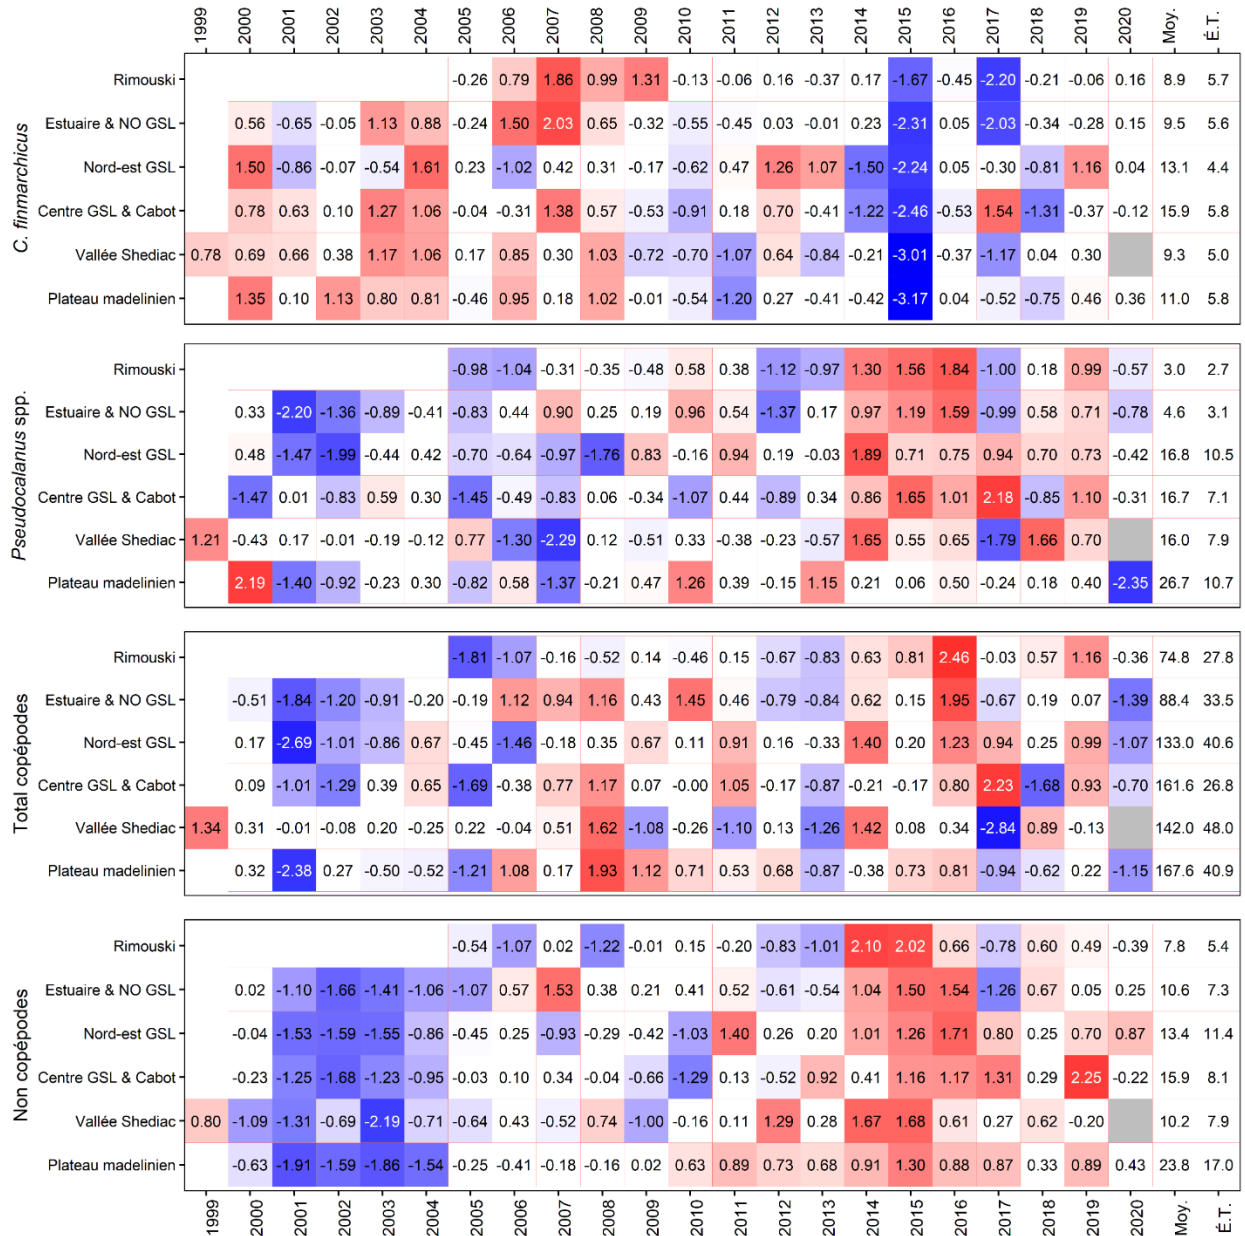 1999 2000 2001 2002 2003 2004 2005 2006 2007 2008 2009 2010 2011 2012 2013 2014 2015 2016 2017 2018 2019 2020 Moy. É.T.
C. finmarchicus
Rimouski -0.26 0.79 1.86 0.99 1.31 -0.13 -0.06 0.16 -0.37 0.17 -1.67 -0.45 -2.20 -0.21 -0.06 0.16 8.9 5.7
Estuaire & NO GSL 0.56 -0.65 -0.05 1.13 0.88 -0.24 1.50 2.03 0.65 -0.32 -0.55 -0.45 0.03 -0.01 0.23 -2.31 0.05 -2.03 -0.34 -0.28 0.15 9.5 5.6
Nord-est GSL 1.50 -0.86 -0.07 -0.54 1.61 0.23 -1.02 0.42 0.31 -0.17 -0.62 0.47 1.26 1.07 -1.50 -2.24 0.05 -0.30 -0.81 1.16 0.04 13.1 4.4
Centre GSL & Cabot 0.78 0.63 0.10 1.27 1.06 -0.04 -0.31 1.38 0.57 -0.53 -0.91 0.18 0.70 -0.41 -1.22 -2.46 -0.53 1.54 -1.31 -0.37 -0.12 15.9 5.8
Vallée Shediac 0.78 0.69 0.66 0.38 1.17 1.06 0.17 0.85 0.30 1.03 -0.72 -0.70 -1.07 0.64 -0.84 -0.21 -3.01 -0.37 -1.17 0.04 0.30 9.3 5.0
Plateau madelinien 1.35 0.10 1.13 0.80 0.81 -0.46 0.95 0.18 1.02 -0.01 -0.54 -1.20 0.27 -0.41 -0.42 -3.17 0.04 -0.52 -0.75 0.46 0.36 11.0 5.8
Pseudocalanus spp.
Rimouski -0.98 -1.04 -0.31 -0.35 -0.48 0.58 0.38 -1.12 -0.97 1.30 1.56 1.84 -1.00 0.18 0.99 -0.57 3.0 2.7
Estuaire & NO GSL 0.33 -2.20 -1.36 -0.89 -0.41 -0.83 0.44 0.90 0.25 0.19 0.96 0.54 -1.37 0.17 0.97 1.19 1.59 -0.99 0.58 0.71 -0.78 4.6 3.1
Nord-est GSL 0.48 -1.47 -1.99 -0.44 0.42 -0.70 -0.64 -0.97 -1.76 0.83 -0.16 0.94 0.19 -0.03 1.89 0.71 0.75 0.94 0.70 0.73 -0.42 16.8 10.5
Centre GSL & Cabot -1.47 0.01 -0.83 0.59 0.30 -1.45 -0.49 -0.83 0.06 -0.34 -1.07 0.44 -0.89 0.34 0.86 1.65 1.01 2.18 -0.85 1.10 -0.31 16.7 7.1
Vallée Shediac 1.21 -0.43 0.17 -0.01 -0.19 -0.12 0.77 -1.30 -2.29 0.12 -0.51 0.33 -0.38 -0.23 -0.57 1.65 0.55 0.65 -1.79 1.66 0.70 16.0 7.9
Plateau madelinien 2.19 -1.40 -0.92 -0.23 0.30 -0.82 0.58 -1.37 -0.21 0.47 1.26 0.39 -0.15 1.15 0.21 0.06 0.50 -0.24 0.18 0.40 -2.35 26.7 10.7
Total copépodes
Rimouski -1.81 -1.07 -0.16 -0.52 0.14 -0.46 0.15 -0.67 -0.83 0.63 0.81 2.46 -0.03 0.57 1.16 -0.36 74.8 27.8
Estuaire & NO GSL -0.51 -1.84 -1.20 -0.91 -0.20 -0.19 1.12 0.94 1.16 0.43 1.45 0.46 -0.79 -0.84 0.62 0.15 1.95 -0.67 0.19 0.07 -1.39 88.4 33.5
Nord-est GSL 0.17 -2.69 -1.01 -0.86 0.67 -0.45 -1.46 -0.18 0.35 0.67 0.11 0.91 0.16 -0.33 1.40 0.20 1.23 0.94 0.25 0.99 -1.07 133.0 40.6
Centre GSL & Cabot 0.09 -1.01 -1.29 0.39 0.65 -1.69 -0.38 0.77 1.17 0.07 -0.00 1.05 -0.17 -0.87 -0.21 -0.17 0.80 2.23 -1.68 0.93 -0.70 161.6 26.8
Vallée Shediac 1.34 0.31 -0.01 -0.08 0.20 -0.25 0.22 -0.04 0.51 1.62 -1.08 -0.26 -1.10 0.13 -1.26 1.42 0.08 0.34 -2.84 0.89 -0.13 142.0 48.0
Plateau madelinien 0.32 -2.38 0.27 -0.50 -0.52 -1.21 1.08 0.17 1.93 1.12 0.71 0.53 0.68 -0.87 -0.38 0.73 0.81 -0.94 -0.62 0.22 -1.15 167.6 40.9
Non copépodes
Rimouski -0.54 -1.07 0.02 -1.22 -0.01 0.15 -0.20 -0.83 -1.01 2.10 2.02 0.66 -0.78 0.60 0.49 -0.39 7.8 5.4
Estuaire & NO GSL 0.02 -1.10 -1.66 -1.41 -1.06 -1.07 0.57 1.53 0.38 0.21 0.41 0.52 -0.61 -0.54 1.04 1.50 1.54 -1.26 0.67 0.05 0.25 10.6 7.3
Nord-est GSL -0.04 -1.53 -1.59 -1.55 -0.86 -0.45 0.25 -0.93 -0.29 -0.42 -1.03 1.40 0.26 0.20 1.01 1.26 1.71 0.80 0.25 0.70 0.87 13.4 11.4
Centre GSL & Cabot -0.23 -1.25 -1.68 -1.23 -0.95 -0.03 0.10 0.34 -0.04 -0.66 -1.29 0.13 -0.52 0.92 0.41 1.16 1.17 1.31 0.29 2.25 -0.22 15.9 8.1
Vallée Shediac 0.80 -1.09 -1.31 -0.69 -2.19 -0.71 -0.64 0.43 -0.52 0.74 -1.00 -0.16 0.11 1.29 0.28 1.67 1.68 0.61 0.27 0.62 -0.20 10.2 7.9
Plateau madelinien -0.63 -1.91 -1.59 -1.86 -1.54 -0.25 -0.41 -0.18 -0.16 0.02 0.63 0.89 0.73 0.68 0.91 1.30 0.88 0.87 0.33 0.89 0.43 23.8 17.0
1999 2000 2001 2002 2003 2004 2005 2006 2007 2008 2009 2010 2011 2012 2013 2014 2015 2016 2017 2018 2019 2020 Moy. É.T.